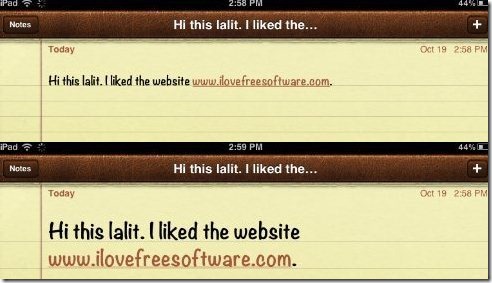 iPad 2:58 PM 44%
Notes Hi this lalit. I liked the... +
Today Oct 19 2:58 PM
Hi this lalit. I liked the website www.ilovefreesoftware.com.
iPad 2:59 PM 44%
Notes Hi this lalit. I liked the... +
Today Oct 19 2:58 PM
Hi this lalit. I liked the website
www.ilovefreesoftware.com.